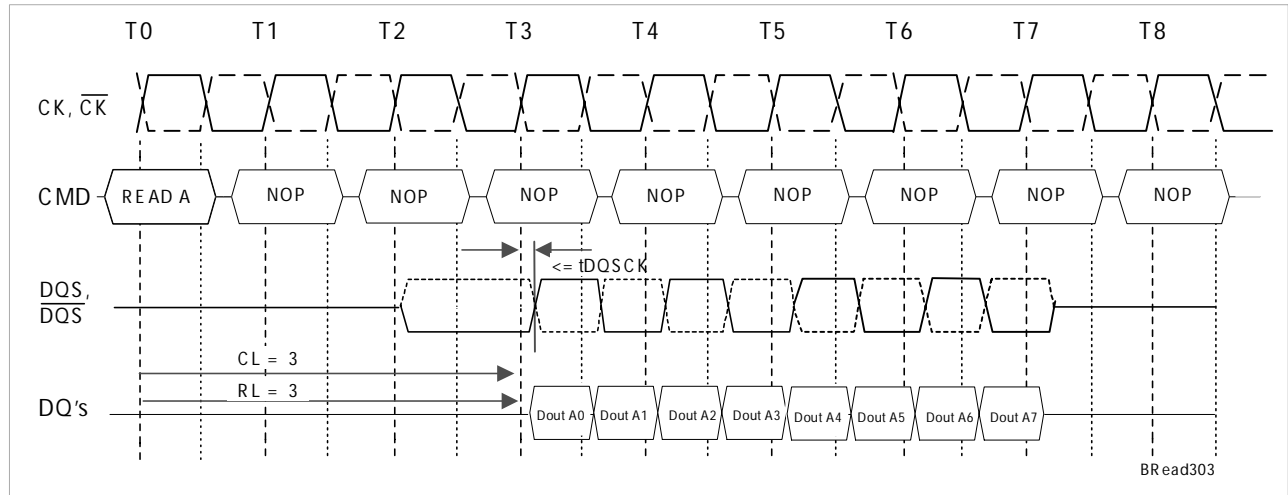 T0 T1 T2 T3 T4 T5 T6 T7 T8
CK, CK
CMD READ A NOP NOP NOP NOP NOP NOP NOP NOP
<= tDQSCK
DQS,
DQS
CL = 3
RL = 3
DQ's Dout A0 Dout A1 Dout A2 Dout A3 Dout A4 Dout A5 Dout A6 Dout A7
BRead303